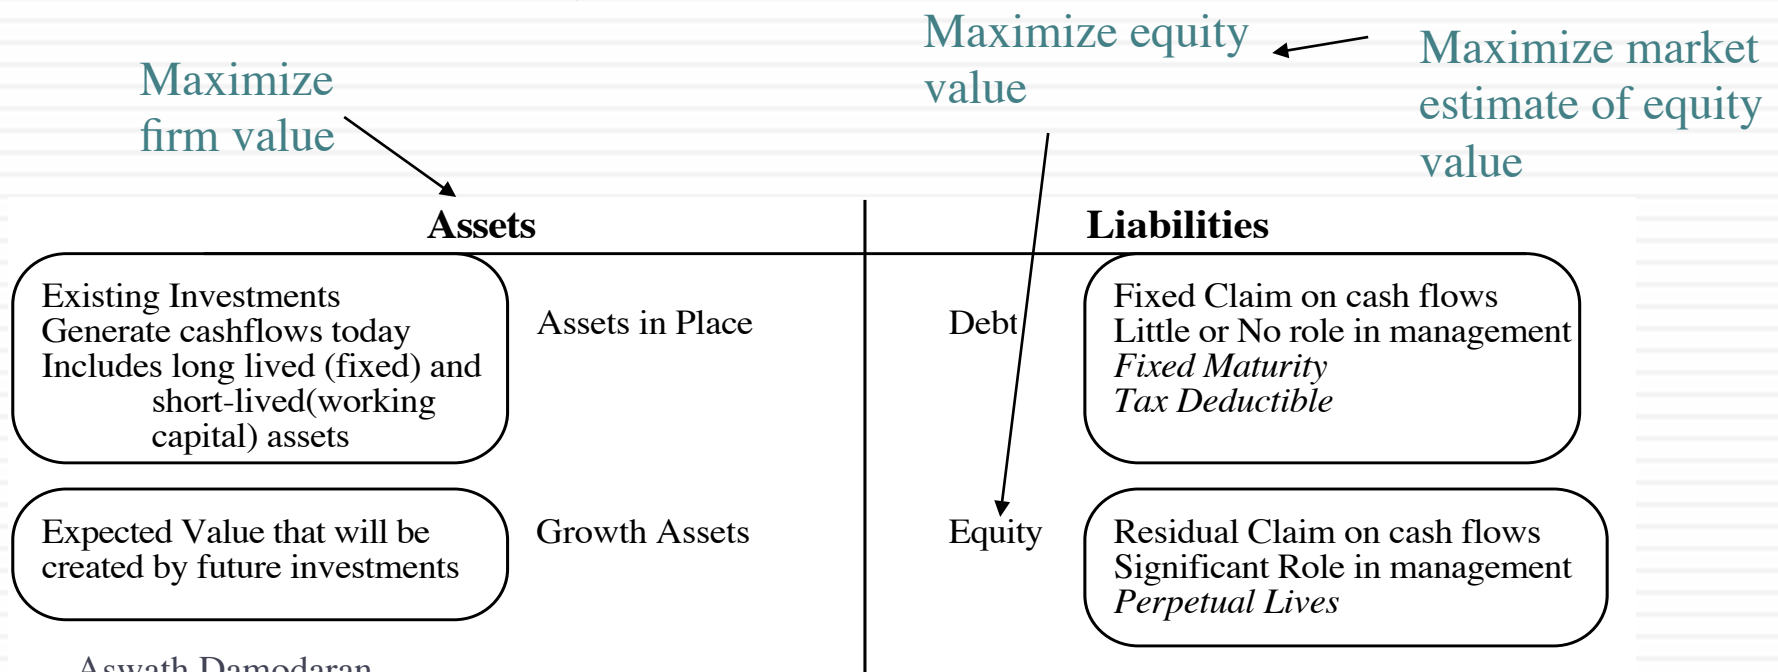 Maximize equity
value
Maximize market
estimate of equity
value
Maximize
firm value
Assets
Liabilities
Existing Investments
Generate cashflows today
Includes long lived (fixed) and
short-lived(working
capital) assets
Assets in Place
Debt
Fixed Claim on cash flows
Little or No role in management
Fixed Maturity
Tax Deductible
Expected Value that will be
created by future investments
Growth Assets
Equity
Residual Claim on cash flows
Significant Role in management
Perpetual Lives
Aswath Damodaran